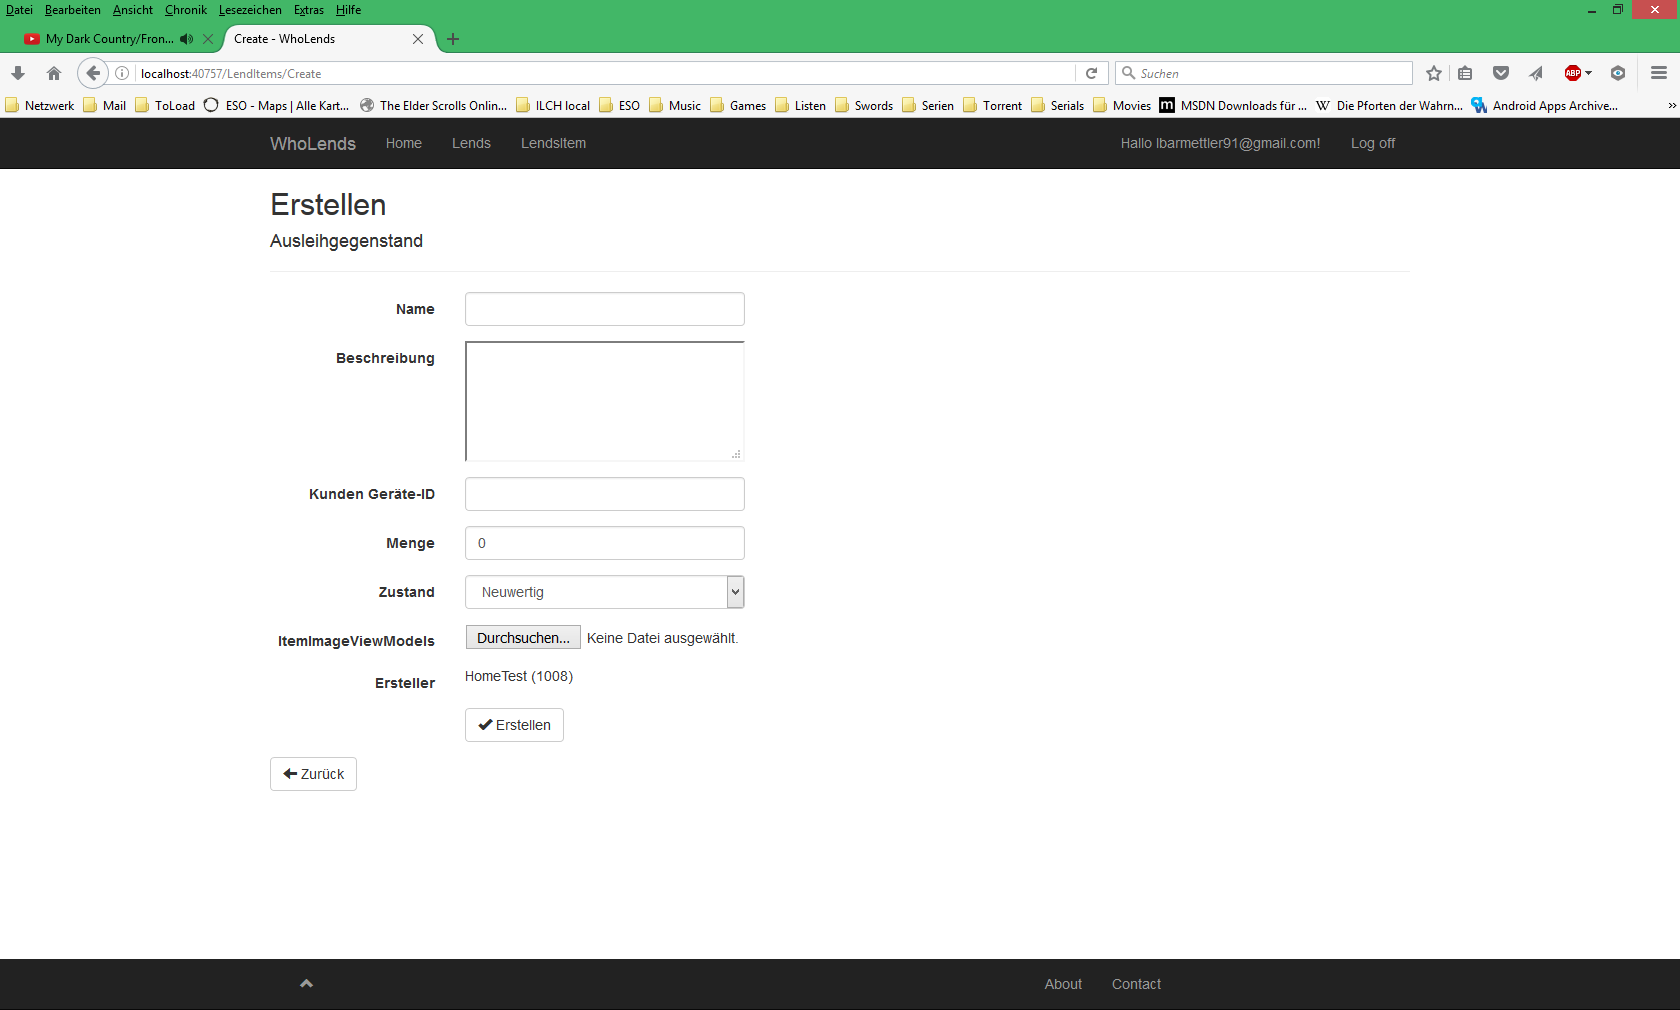 Datei Bearbeiten Ansicht Chronik Lesezeichen Extras Hilfe
My Dark Country/Fron... Create - WhoLends
localhost:40757/LendItems/Create Suchen ABP
Netzwerk Mail ToLoad ESO - Maps | Alle Kart... The Elder Scrolls Onlin... ILCH local ESO Music Games Listen Swords Serien Torrent Serials Movies m MSDN Downloads für ... W Die Pforten der Wahrn... Android Apps Archive... »
WhoLends Home Lends LendsItem Hallo lbarmettler91@gmail.com! Log off
Erstellen
Ausleihgegenstand
Name
Beschreibung
Kunden Geräte-ID
Menge 0
Zustand Neuwertig
ItemImageViewModels Durchsuchen... Keine Datei ausgewählt.
Ersteller HomeTest (1008)
Erstellen
Zurück
About Contact